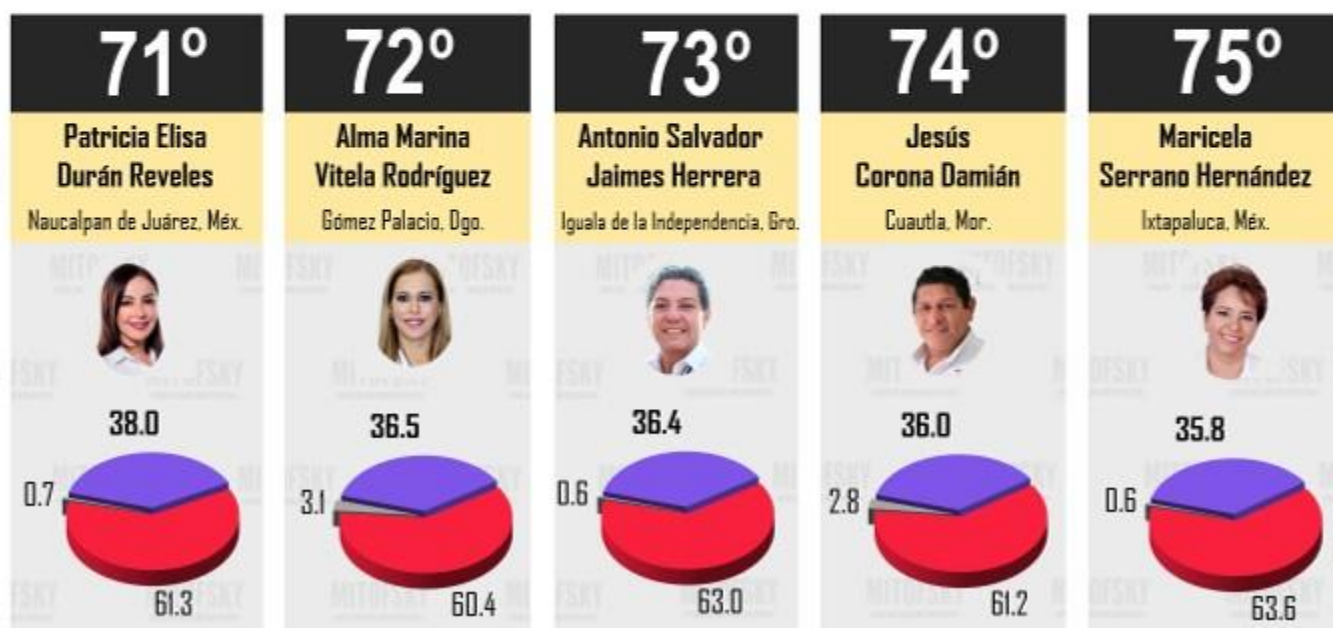 71º
Patricia Elisa
Durán Reveles
Naucalpan de Juárez, Méx.
38.0
0.7
61.3
72º
Alma Marina
Vitela Rodríguez
Gómez Palacio, Dgo.
36.5
3.1
60.4
73º
Antonio Salvador
Jaimes Herrera
Iguala de la Independencia, Gro.
36.4
0.6
63.0
74º
Jesús
Corona Damián
Cuautla, Mor.
36.0
2.8
61.2
75º
Maricela
Serrano Hernández
Ixtapaluca, Méx.
35.8
0.6
63.6
MITOFSKY